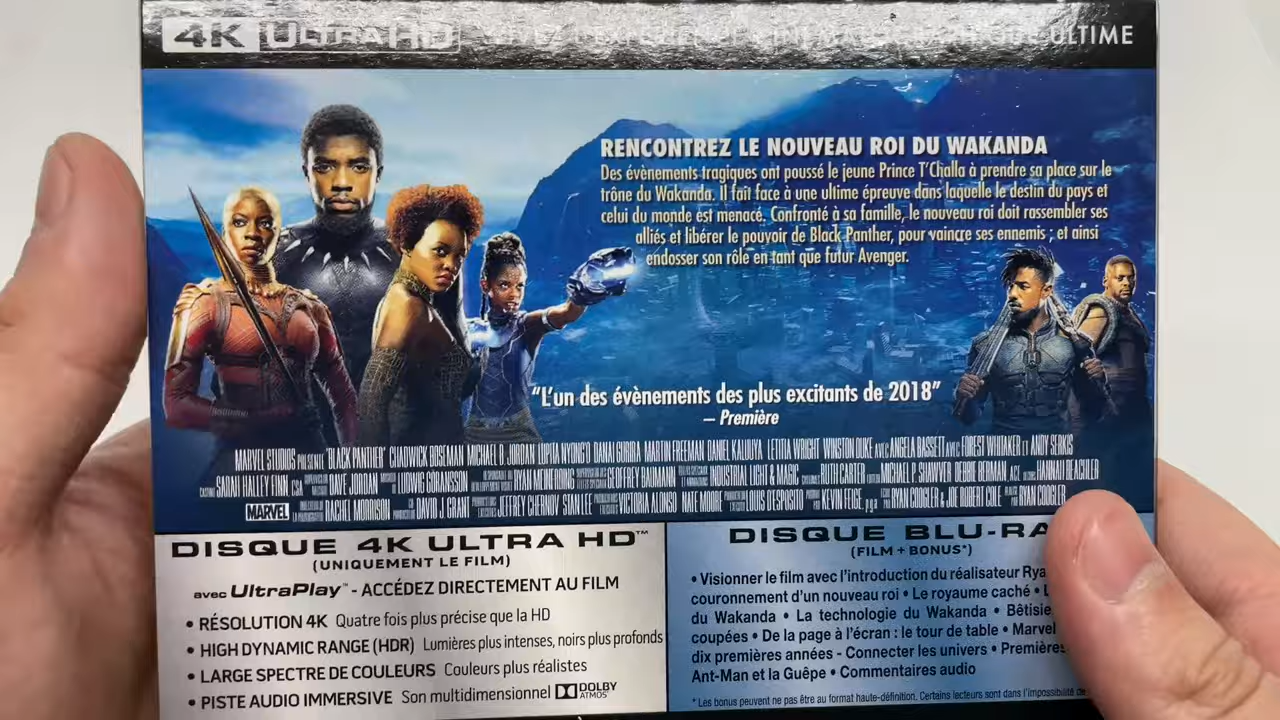 4K ULTRA HD VIVEZ L'EXPÉRIENCE CINÉMATOGRAPHIQUE ULTIME
RENCONTREZ LE NOUVEAU ROI DU WAKANDA
Des évènements tragiques ont poussé le jeune Prince T'Challa à prendre sa place sur le
trône du Wakanda. Il fait face à une ultime épreuve dans laquelle le destin du pays et
celui du monde est menacé. Confronté à sa famille, le nouveau roi doit rassembler ses
alliés et libérer le pouvoir de Black Panther, pour vaincre ses ennemis ; et ainsi
endosser son rôle en tant que futur Avenger.
"L'un des évènements des plus excitants de 2018"
– Première
MARVEL STUDIOS PRÉSENTE "BLACK PANTHER" CHADWICK BOSEMAN MICHAEL B. JORDAN LUPITA NYONG'O DANAI GURIRA MARTIN FREEMAN DANIEL KALUUYA LETITIA WRIGHT WINSTON DUKE AVEC ANGELA BASSETT AVEC FOREST WHITAKER ET ANDY SERKIS
CASTING SARAH HALLEY FINN, CSA DAVE JORDAN LUDWIG GÖRANSSON RYAN MEINERDING GEOFFREY BAUMANN INDUSTRIAL LIGHT & MAGIC RUTH CARTER MICHAEL P. SHAWVER DEBBIE BERMAN, ACE HANNAH BEACHLER
MARVEL RACHEL MORRISON DAVID J. GRANT JEFFREY CHERNOV STAN LEE VICTORIA ALONSO NATE MOORE LOUIS D'ESPOSITO KEVIN FEIGE, p.g.a. RYAN COOGLER & JOE ROBERT COLE RYAN COOGLER
DISQUE 4K ULTRA HD™
(UNIQUEMENT LE FILM)
avec UltraPlay™ - ACCÉDEZ DIRECTEMENT AU FILM
• RÉSOLUTION 4K Quatre fois plus précise que la HD
• HIGH DYNAMIC RANGE (HDR) Lumières plus intenses, noirs plus profonds
• LARGE SPECTRE DE COULEURS Couleurs plus réalistes
• PISTE AUDIO IMMERSIVE Son multidimensionnel DOLBY ATMOS
DISQUE BLU-RA
(FILM + BONUS*)
• Visionner le film avec l'introduction du réalisateur Rya
couronnement d'un nouveau roi • Le royaume caché •
du Wakanda • La technologie du Wakanda • Bêtisie
coupées • De la page à l'écran : le tour de table • Marvel
dix premières années - Connecter les univers • Premières
Ant-Man et la Guêpe • Commentaires audio
*Les bonus peuvent ne pas être au format haute-définition. Certains lecteurs sont dans l'impossibilité de